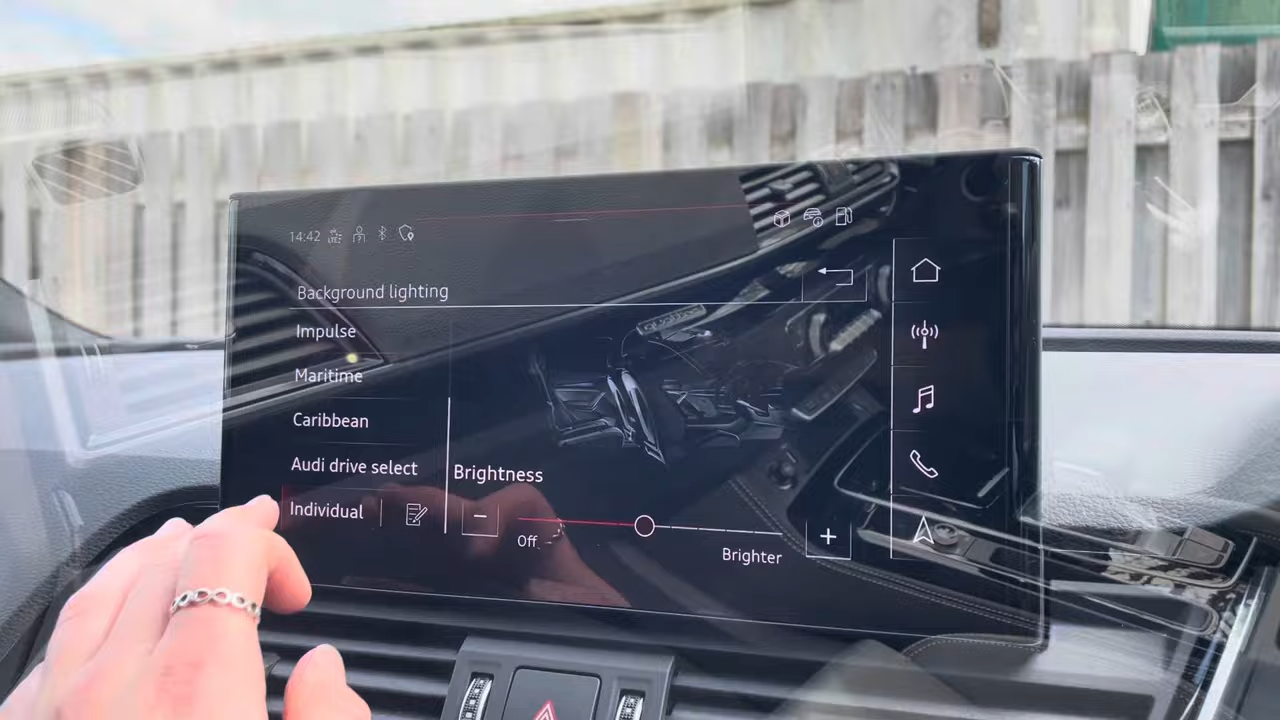 14:42
Background lighting
Impulse
Maritime
Caribbean
Audi drive select
Individual
Brightness
Off
Brighter